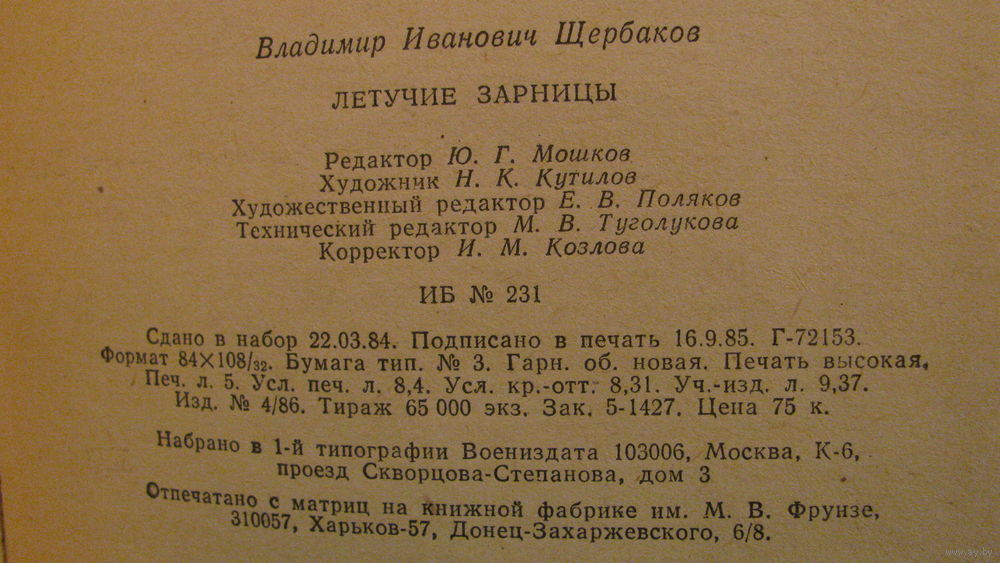 Владимир Иванович Щербаков
ЛЕТУЧИЕ ЗАРНИЦЫ
Редактор Ю. Г. Мошков
Художник Н. К. Кутилов
Художественный редактор Е. В. Поляков
Технический редактор М. В. Туголукова
Корректор И. М. Козлова
ИБ № 231
Сдано в набор 22.03.84. Подписано в печать 16.9.85. Г-72153.
Формат 84×108/32. Бумага тип. № 3. Гарн. об. новая. Печать высокая,
Печ. л. 5. Усл. печ. л. 8,4. Усл. кр.-отт. 8,31. Уч.-изд. л. 9,37.
Изд. № 4/86. Тираж 65 000 экз. Зак. 5-1427. Цена 75 к.
Набрано в 1-й типографии Воениздата 103006, Москва, К-6,
проезд Скворцова-Степанова, дом 3
Отпечатано с матриц на книжной фабрике им. М. В. Фрунзе,
310057, Харьков-57, Донец-Захаржевского, 6/8.
www.ay.by